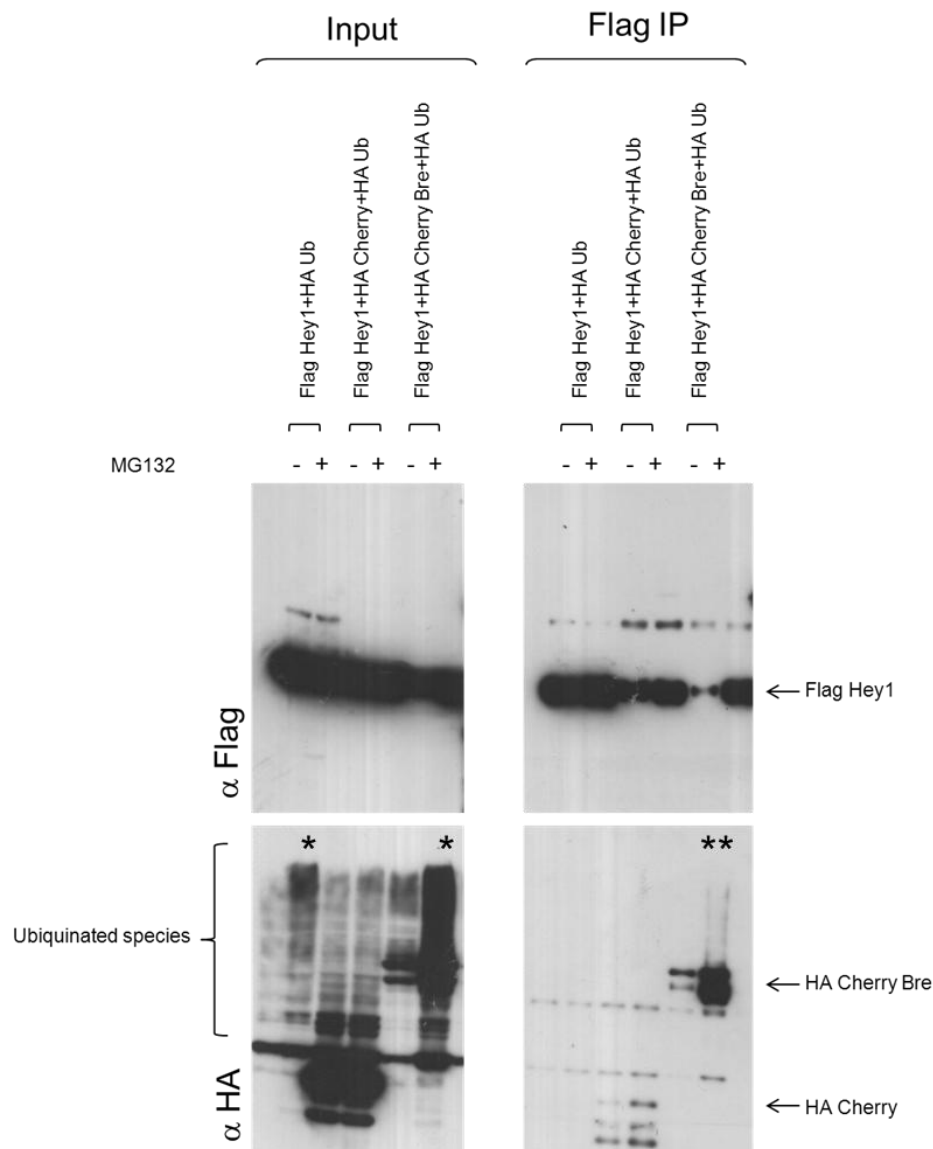 Input
Flag IP
Flag Hey1+HA Ub
Flag Hey1+HA Cherry+HA Ub
Flag Hey1+HA Cherry Bre+HA Ub
Flag Hey1+HA Ub
Flag Hey1+HA Cherry+HA Ub
Flag Hey1+HA Cherry Bre+HA Ub
MG132 - + - + - + - + - + - +
α Flag
Flag Hey1
* * **
Ubiquinated species
HA Cherry Bre
α HA
HA Cherry